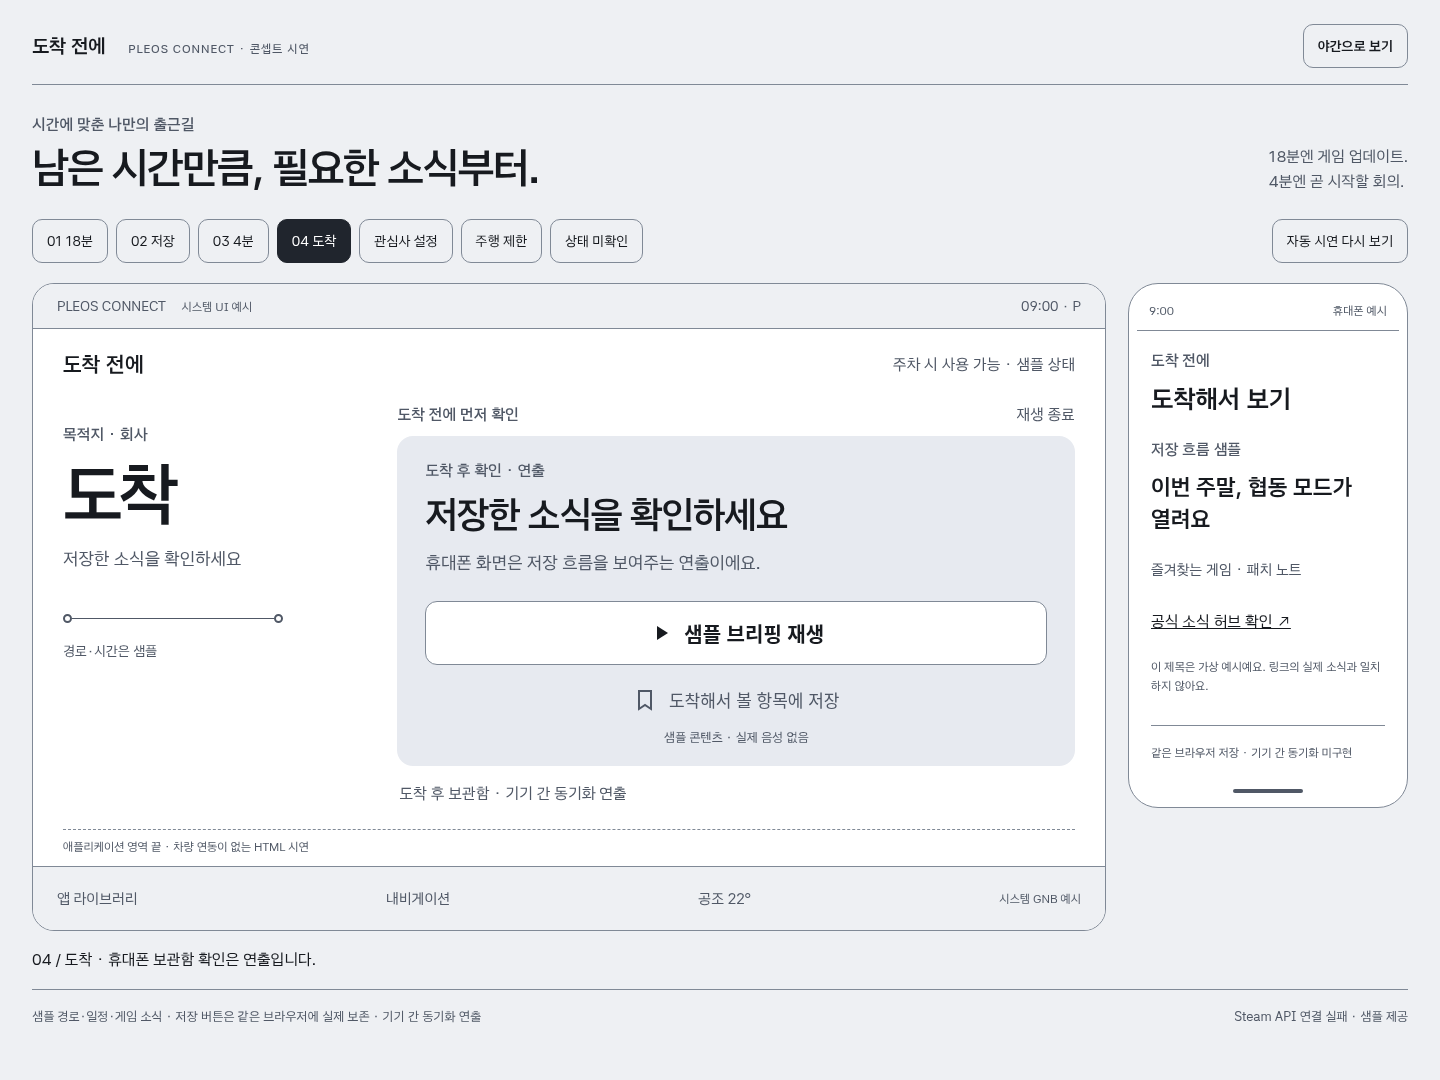 도착 전에
PLEOS CONNECT · 콘셉트 시연
야간으로 보기
시간에 맞춘 나만의 출근길
남은 시간만큼, 필요한 소식부터.
18분엔 게임 업데이트.
4분엔 곧 시작할 회의.
01 18분
02 저장
03 4분
04 도착
관심사 설정
주행 제한
상태 미확인
자동 시연 다시 보기
PLEOS CONNECT 시스템 UI 예시
09:00 · P
도착 전에
주차 시 사용 가능 · 샘플 상태
목적지 · 회사
도착
저장한 소식을 확인하세요
경로·시간은 샘플
도착 전에 먼저 확인
재생 종료
도착 후 확인 · 연출
저장한 소식을 확인하세요
휴대폰 화면은 저장 흐름을 보여주는 연출이에요.
샘플 브리핑 재생
도착해서 볼 항목에 저장
샘플 콘텐츠 · 실제 음성 없음
도착 후 보관함 · 기기 간 동기화 연출
애플리케이션 영역 끝 · 차량 연동이 없는 HTML 시연
앱 라이브러리
내비게이션
공조 22°
시스템 GNB 예시
9:00
휴대폰 예시
도착 전에
도착해서 보기
저장 흐름 샘플
이번 주말, 협동 모드가
열려요
즐겨찾는 게임 · 패치 노트
공식 소식 허브 확인 ↗
이 제목은 가상 예시예요. 링크의 실제 소식과 일치
하지 않아요.
같은 브라우저 저장 · 기기 간 동기화 미구현
04 / 도착 · 휴대폰 보관함 확인은 연출입니다.
샘플 경로·일정·게임 소식 · 저장 버튼은 같은 브라우저에 실제 보존 · 기기 간 동기화 연출
Steam API 연결 실패 · 샘플 제공